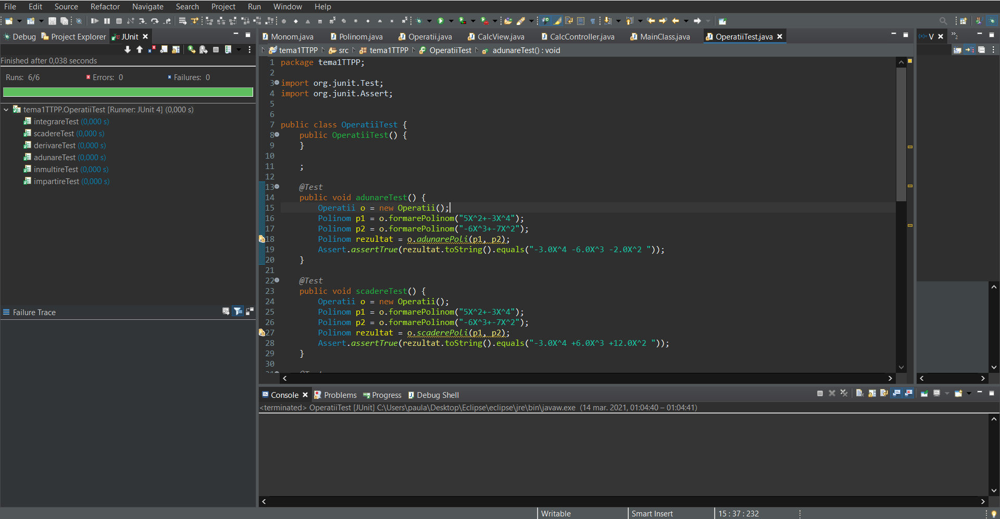 File Edit Source Refactor Navigate Search Project Run Window Help
Debug Project Explorer JUnit
Finished after 0,038 seconds
Runs: 6/6 Errors: 0 Failures: 0
tema1TTPP.OperatiiTest [Runner: JUnit 4] (0,000 s)
integrareTest (0,000 s)
scadereTest (0,000 s)
derivareTest (0,000 s)
adunareTest (0,000 s)
inmultireTest (0,000 s)
impartireTest (0,000 s)
Failure Trace
Monom.java Polinom.java Operatii.java CalcView.java CalcController.java MainClass.java OperatiiTest.java
tema1TTPP src tema1TTPP OperatiiTest adunareTest() : void
1 package tema1TTPP;
2
3 import org.junit.Test;
4 import org.junit.Assert;
5
6
7 public class OperatiiTest {
8 public OperatiiTest() {
9 }
10
11 ;
12
13 @Test
14 public void adunareTest() {
15 Operatii o = new Operatii();
16 Polinom p1 = o.formarePolinom("5X^2+-3X^4");
17 Polinom p2 = o.formarePolinom("-6X^3+-7X^2");
18 Polinom rezultat = o.adunarePoli(p1, p2);
19 Assert.assertTrue(rezultat.toString().equals("-3.0X^4 -6.0X^3 -2.0X^2 "));
20 }
21
22 @Test
23 public void scadereTest() {
24 Operatii o = new Operatii();
25 Polinom p1 = o.formarePolinom("5X^2+-3X^4");
26 Polinom p2 = o.formarePolinom("-6X^3+-7X^2");
27 Polinom rezultat = o.scaderePoli(p1, p2);
28 Assert.assertTrue(rezultat.toString().equals("-3.0X^4 +6.0X^3 +12.0X^2 "));
29 }
30
(x)= V »2
Console Problems Progress Debug Shell
<terminated> OperatiiTest [JUnit] C:\Users\paula\Desktop\Eclipse\eclipse\jre\bin\javaw.exe (14 mar. 2021, 01:04:40 – 01:04:41)
Writable Smart Insert 15 : 37 : 232